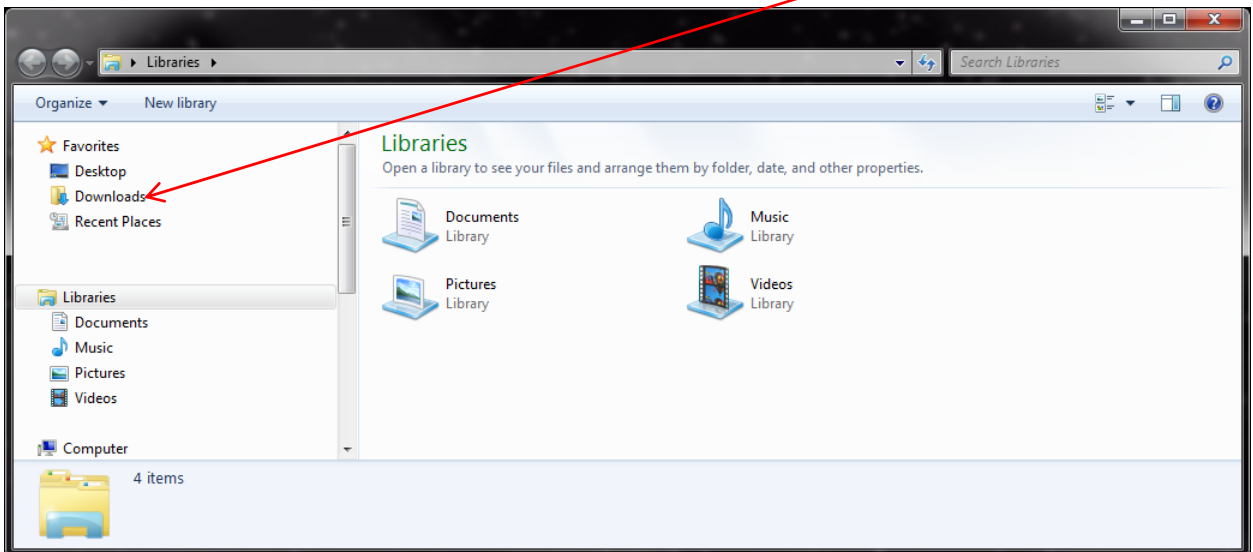 Libraries
Search Libraries
Organize
New library
Favorites
Desktop
Downloads
Recent Places
Libraries
Documents
Music
Pictures
Videos
Computer
Libraries
Open a library to see your files and arrange them by folder, date, and other properties.
Documents
Library
Music
Library
Pictures
Library
Videos
Library
4 items